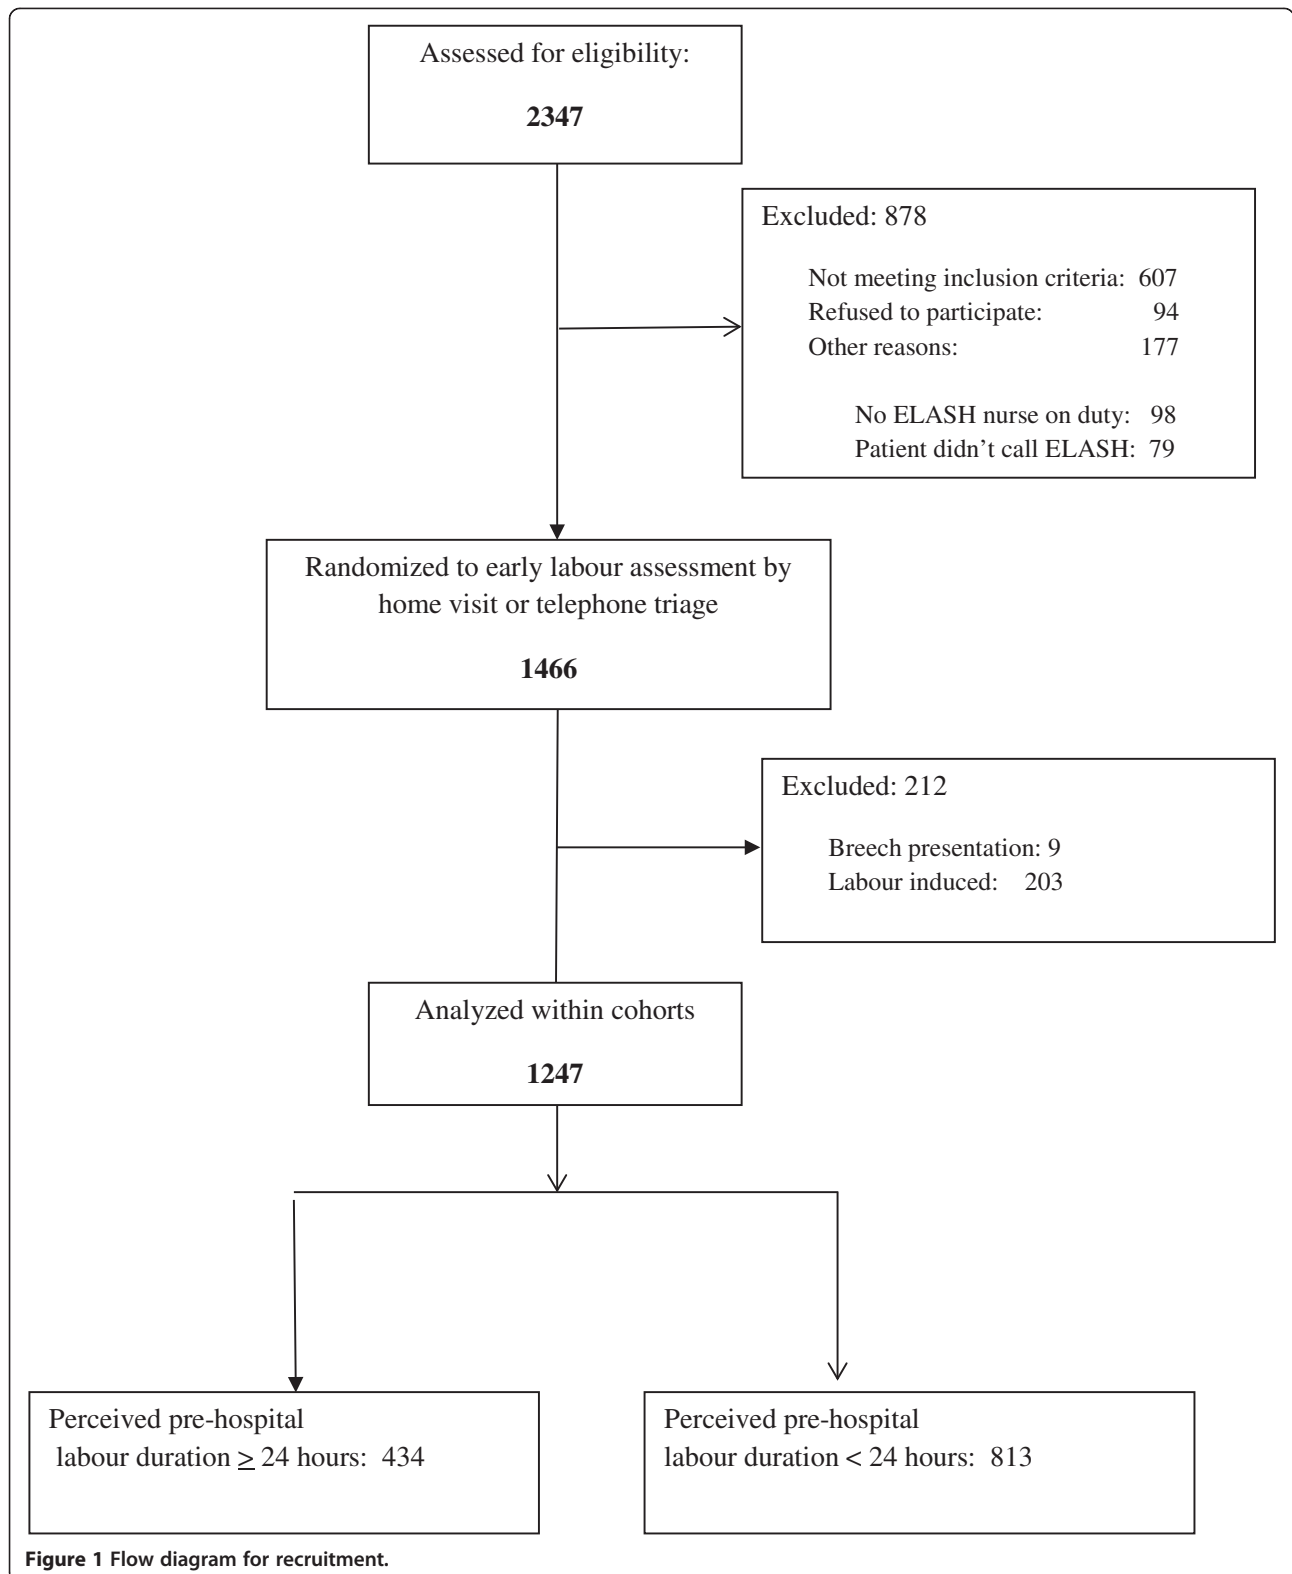 Assessed for eligibility:
2347
Excluded: 878
Not meeting inclusion criteria: 607
Refused to participate: 94
Other reasons: 177
No ELASH nurse on duty: 98
Patient didn’t call ELASH: 79
Randomized to early labour assessment by
home visit or telephone triage
1466
Excluded: 212
Breech presentation: 9
Labour induced: 203
Analyzed within cohorts
1247
Perceived pre-hospital
labour duration ≥ 24 hours: 434
Perceived pre-hospital
labour duration < 24 hours: 813
Figure 1 Flow diagram for recruitment.